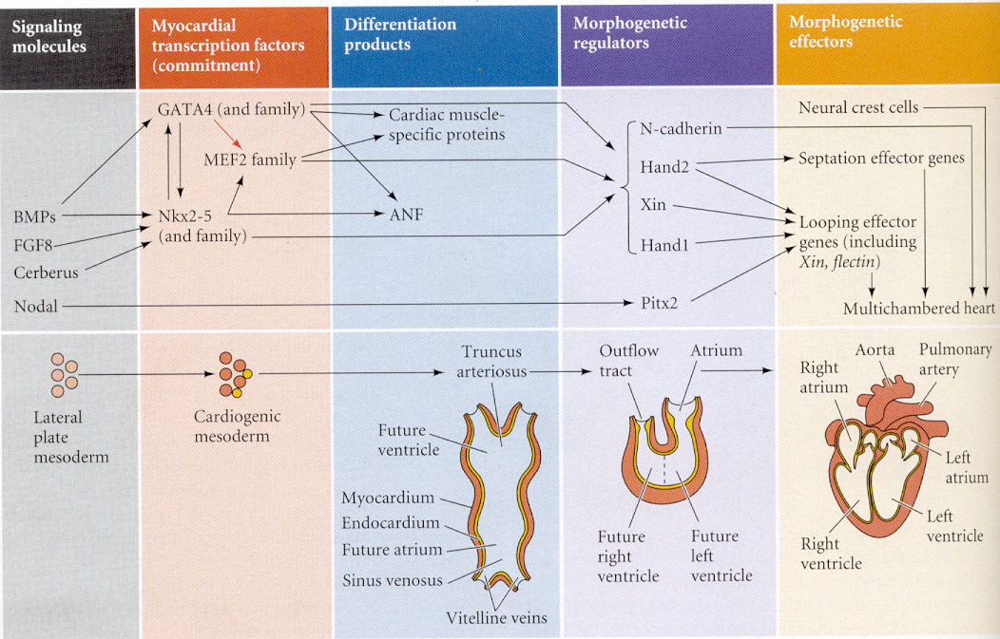 Signaling
molecules
Myocardial
transcription factors
(commitment)
Differentiation
products
Morphogenetic
regulators
Morphogenetic
effectors
GATA4 (and family)
MEF2 family
BMPs
FGF8
Cerberus
Nodal
Nkx2-5
(and family)
Cardiac muscle-
specific proteins
ANF
N-cadherin
Hand2
Xin
Hand1
Pitx2
Neural crest cells
Septation effector genes
Looping effector
genes (including
Xin, flectin)
Multichambered heart
Lateral
plate
mesoderm
Cardiogenic
mesoderm
Truncus
arteriosus
Future
ventricle
Myocardium
Endocardium
Future atrium
Sinus venosus
Vitelline veins
Outflow
tract
Atrium
Future
right
ventricle
Future
left
ventricle
Right
atrium
Aorta
Pulmonary
artery
Left
atrium
Left
ventricle
Right
ventricle